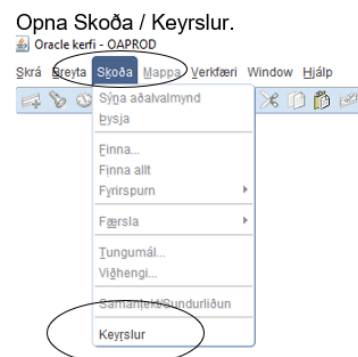 Opna Skoða / Keyrslur.
Oracle kerfi - OAPROD
Skrá Breyta Skoða Mappa Verkfæri Window Hjálp
Sýna aðalvalmynd
Þysja
Finna...
Finna allt
Fyrirspurn
Færsla
Tungumál...
Viðhengi...
Samantekt/Sundurliðun
Keyrslur